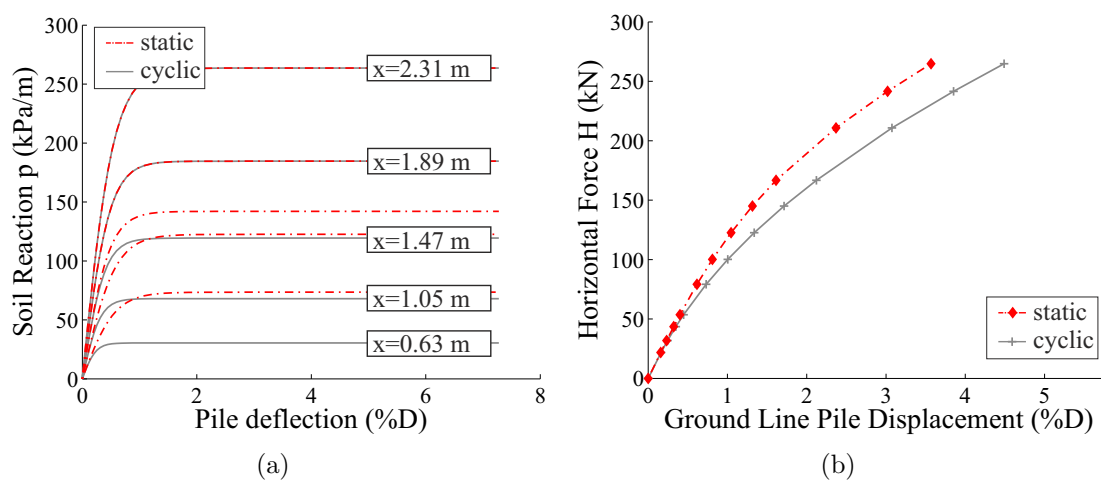 300
250
200
150
100
50
0
Soil Reaction p (kPa/m)
static
cyclic
x=2.31 m
x=1.89 m
x=1.47 m
x=1.05 m
x=0.63 m
0 2 4 6 8
Pile deflection (%D)
(a)
300
250
200
150
100
50
0
Horizontal Force H (kN)
static
cyclic
0 1 2 3 4 5
Ground Line Pile Displacement (%D)
(b)